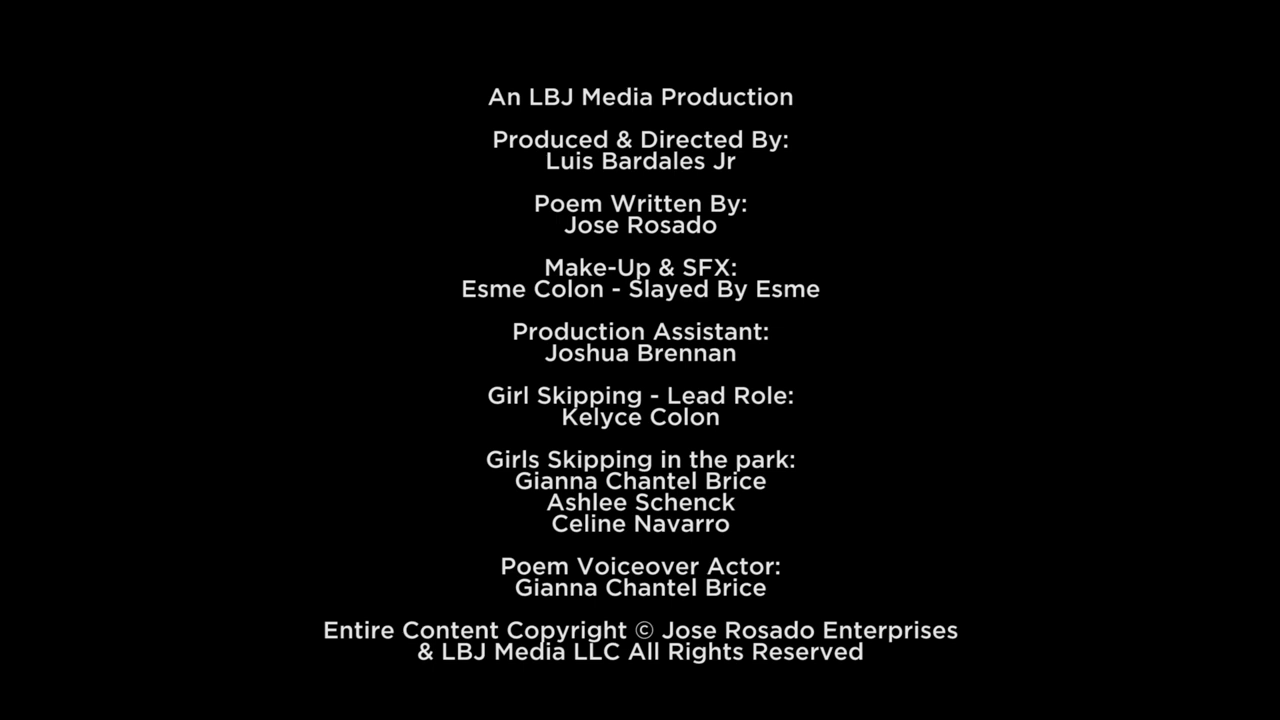 An LBJ Media Production
Produced & Directed By:
Luis Bardales Jr
Poem Written By:
Jose Rosado
Make-Up & SFX:
Esme Colon - Slayed By Esme
Production Assistant:
Joshua Brennan
Girl Skipping - Lead Role:
Kelyce Colon
Girls Skipping in the park:
Gianna Chantel Brice
Ashlee Schenck
Celine Navarro
Poem Voiceover Actor:
Gianna Chantel Brice
Entire Content Copyright © Jose Rosado Enterprises
& LBJ Media LLC All Rights Reserved